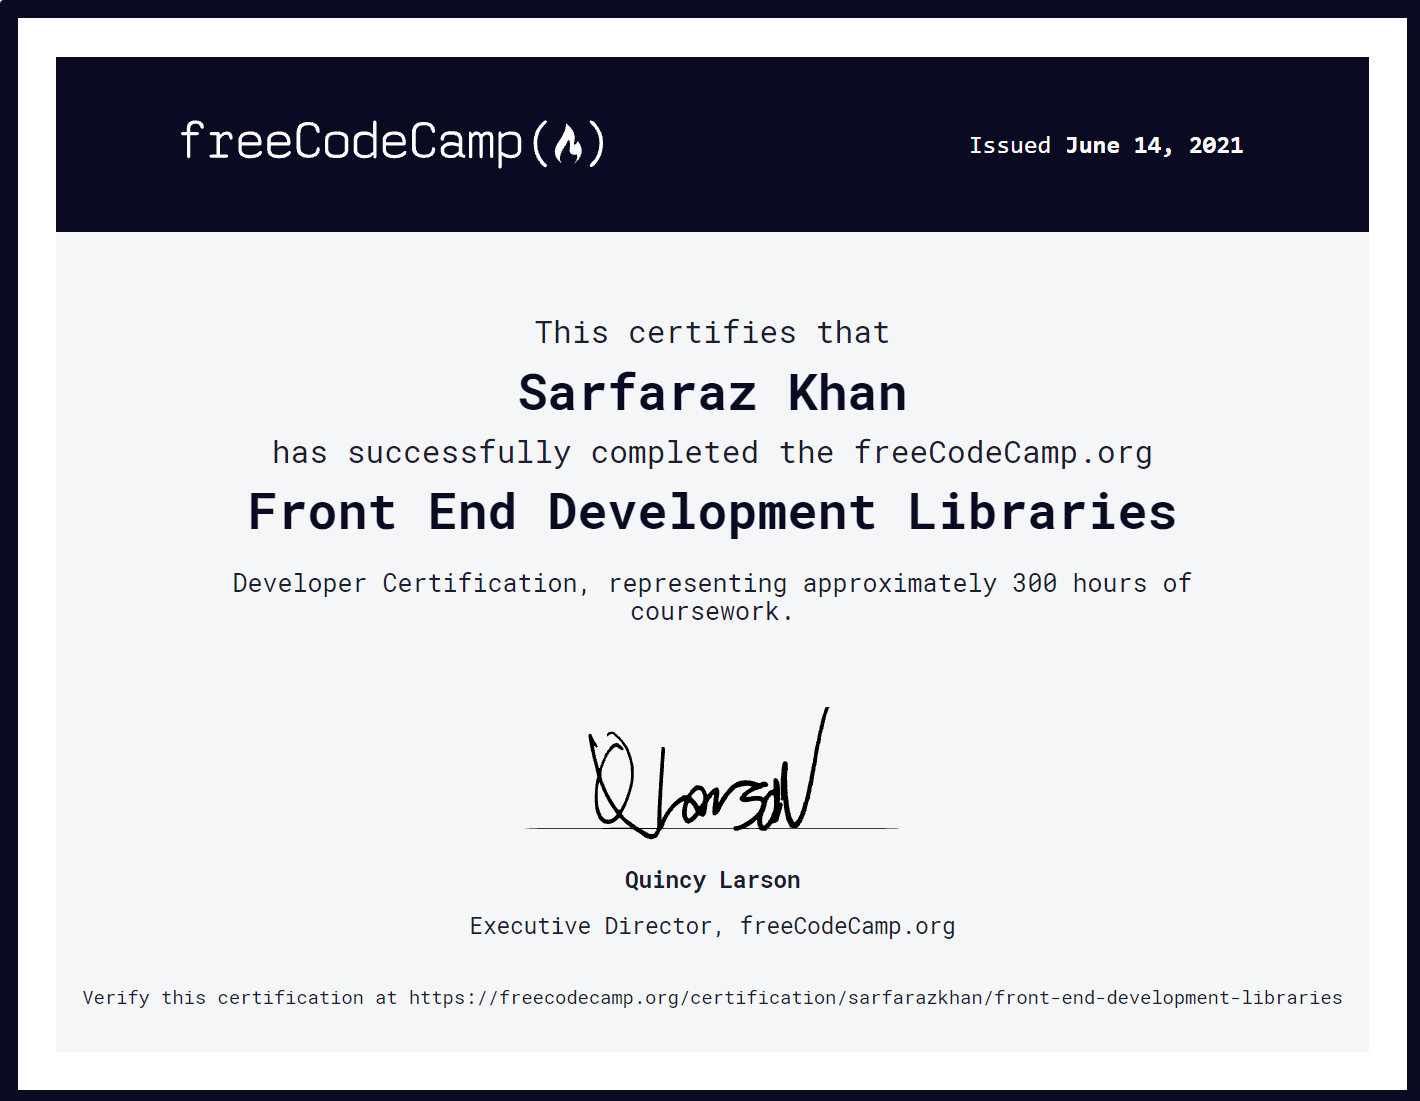 freeCodeCamp
Issued June 14, 2021
This certifies that
Sarfaraz Khan
has successfully completed the freeCodeCamp.org
Front End Development Libraries
Developer Certification, representing approximately 300 hours of
coursework.
Q Larson
Quincy Larson
Executive Director, freeCodeCamp.org
Verify this certification at https://freecodecamp.org/certification/sarfarazkhan/front-end-development-libraries